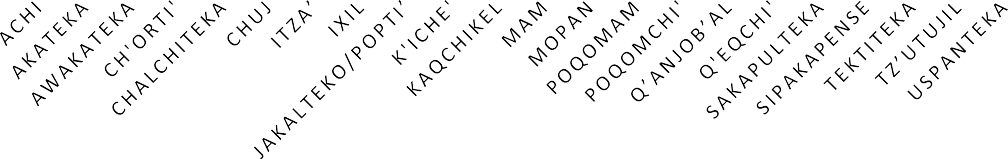 ACHI
AKATEKA
AWAKATEKA
CH'ORTI'
CHALCHITEKA
CHUJ
ITZA’
IXIL
JAKALTEKO/POPTI’
K'ICHE'
KAQCHIKEL
MAM
MOPAN
POQOMAM
POQOMCHI'
Q’ANJOB’AL
Q'EQCHI'
SAKAPULTEKA
SIPAKAPENSE
TEKTITEKA
TZ’UTUJIL
USPANTEKA